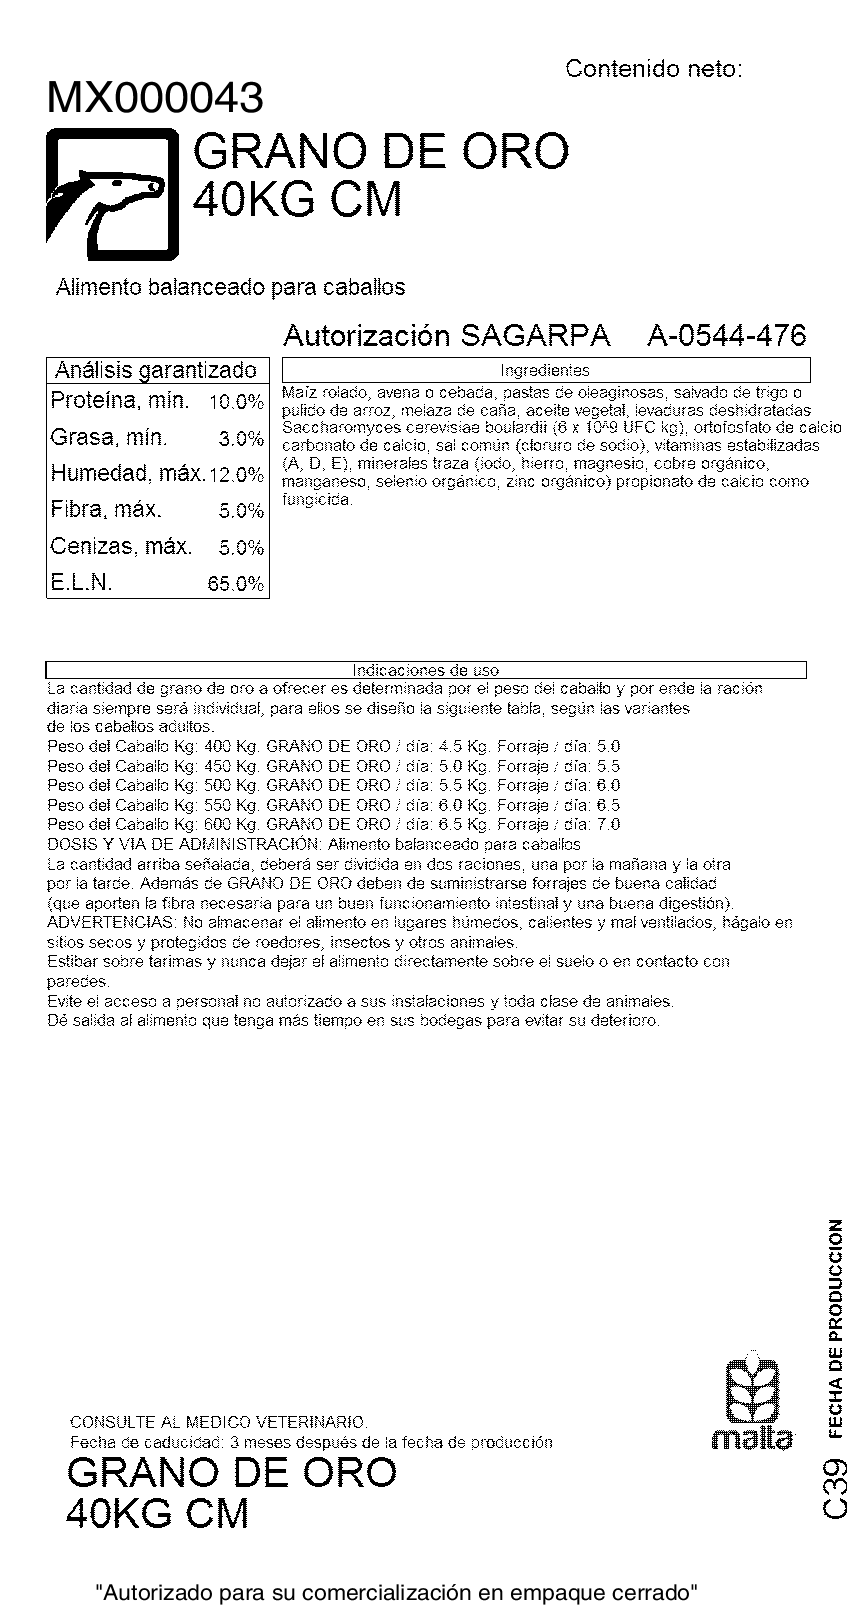 Contenido neto:
MX000043
GRANO DE ORO
40KG CM
Alimento balanceado para caballos
Autorización SAGARPA A-0544-476
Análisis garantizado
Proteína, mín. 10.0%
Grasa, mín. 3.0%
Humedad, máx. 12.0%
Fibra, máx. 5.0%
Cenizas, máx. 5.0%
E.L.N. 65.0%
Ingredientes
Maíz rolado, avena o cebada, pastas de oleaginosas, salvado de trigo o
pulido de arroz, melaza de caña, aceite vegetal, levaduras deshidratadas
Saccharomyces cerevisiae boulardii (6 x 10^9 UFC kg), ortofosfato de calcio
carbonato de calcio, sal común (cloruro de sodio), vitaminas estabilizadas
(A, D, E), minerales traza (iodo, hierro, magnesio, cobre orgánico,
manganeso, selenio orgánico, zinc orgánico) propionato de calcio como
fungicida.
Indicaciones de uso
La cantidad de grano de oro a ofrecer es determinada por el peso del caballo y por ende la ración
diaria siempre será individual, para ellos se diseño la siguiente tabla, según las variantes
de los caballos adultos.
Peso del Caballo Kg: 400 Kg. GRANO DE ORO / día: 4.5 Kg. Forraje / día: 5.0
Peso del Caballo Kg: 450 Kg. GRANO DE ORO / día: 5.0 Kg. Forraje / día: 5.5
Peso del Caballo Kg: 500 Kg. GRANO DE ORO / día: 5.5 Kg. Forraje / día: 6.0
Peso del Caballo Kg: 550 Kg. GRANO DE ORO / día: 6.0 Kg. Forraje / día: 6.5
Peso del Caballo Kg: 600 Kg. GRANO DE ORO / día: 6.5 Kg. Forraje / día: 7.0
DOSIS Y VIA DE ADMINISTRACIÓN: Alimento balanceado para caballos
La cantidad arriba señalada, deberá ser dividida en dos raciones, una por la mañana y la otra
por la tarde. Además de GRANO DE ORO deben de suministrarse forrajes de buena calidad
(que aporten la fibra necesaria para un buen funcionamiento intestinal y una buena digestión).
ADVERTENCIAS: No almacenar el alimento en lugares húmedos, calientes y mal ventilados, hágalo en
sitios secos y protegidos de roedores, insectos y otros animales.
Estibar sobre tarimas y nunca dejar el alimento directamente sobre el suelo o en contacto con
paredes.
Evite el acceso a personal no autorizado a sus instalaciones y toda clase de animales.
Dé salida al alimento que tenga más tiempo en sus bodegas para evitar su deterioro.
FECHA DE PRODUCCION
C39
malta
CONSULTE AL MEDICO VETERINARIO.
Fecha de caducidad: 3 meses después de la fecha de producción
GRANO DE ORO
40KG CM
"Autorizado para su comercialización en empaque cerrado"